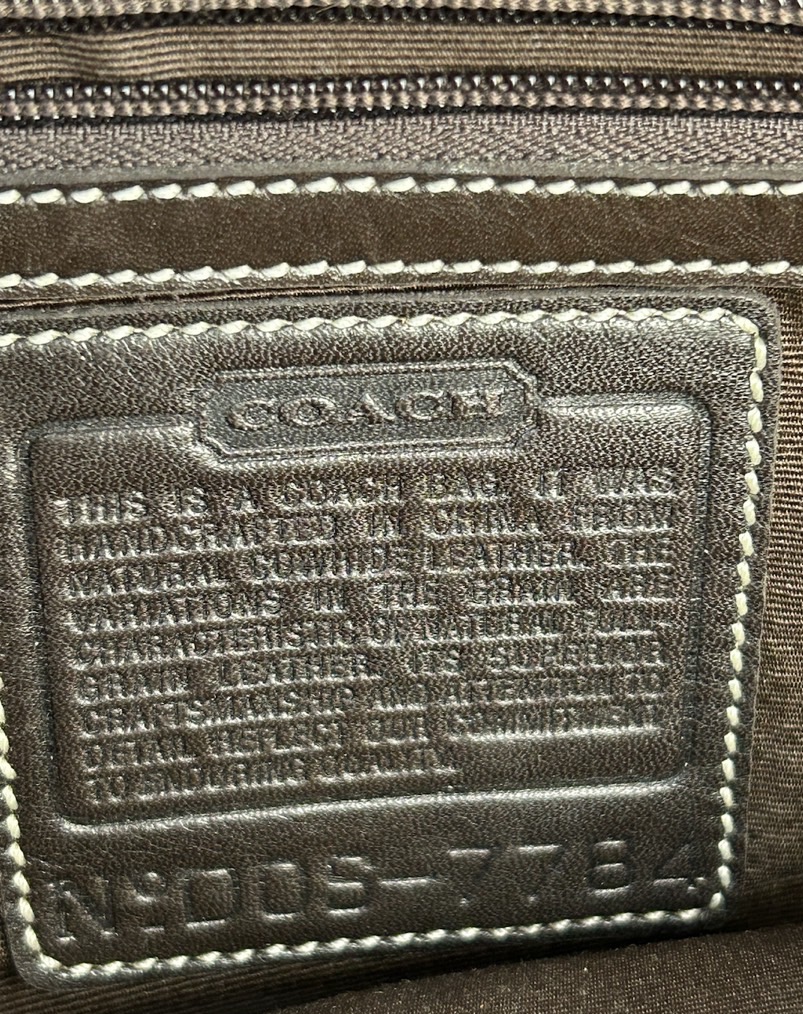 COACH
THIS IS A COACH BAG. IT WAS
HANDCRAFTED IN CHINA FROM
NATURAL COWHIDE LEATHER. THE
VARIATIONS IN THE GRAIN ARE
CHARACTERISTIC OF NATURAL FULL-
GRAIN LEATHER. ITS SUPERIOR
CRAFTSMANSHIP AND ATTENTION TO
DETAIL REFLECT OUR COMMITMENT
TO ENDURING QUALITY.
Nº DOS-7784